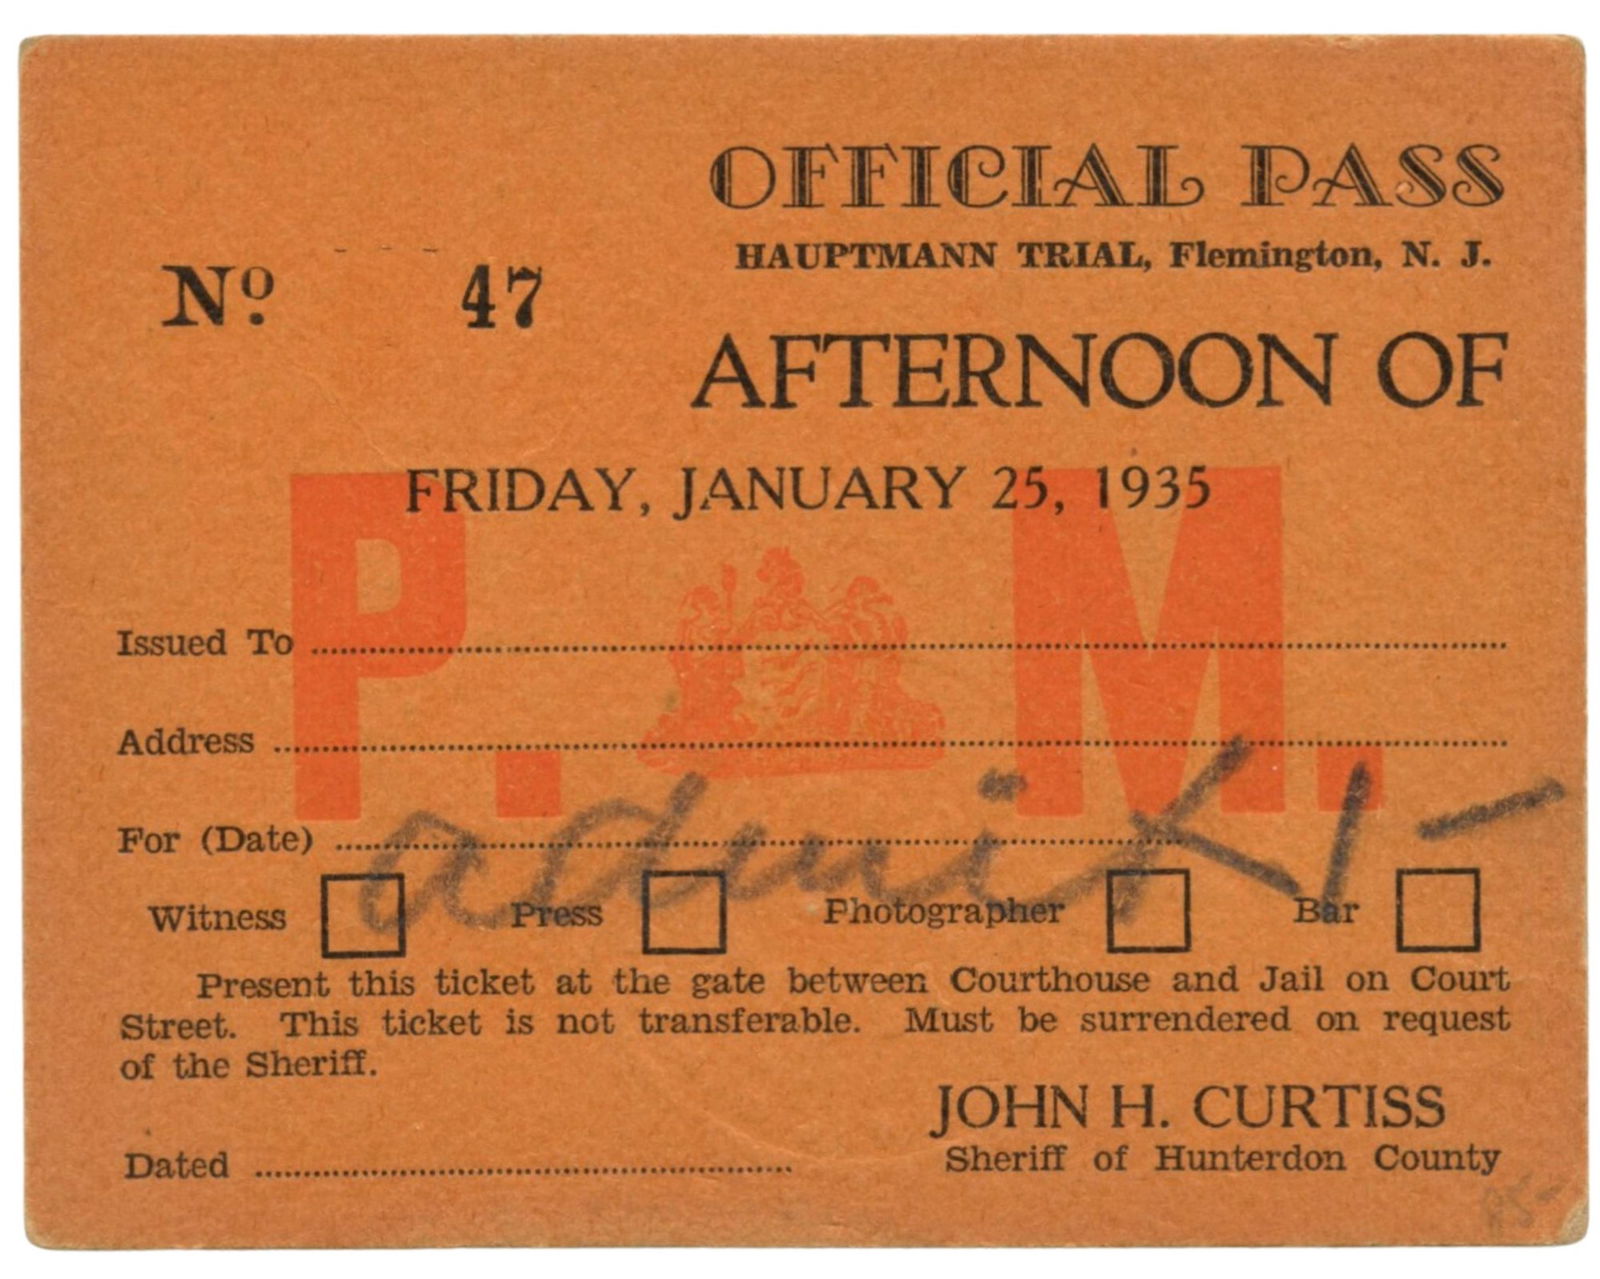 OFFICIAL PASS
HAUPTMANN TRIAL, Flemington, N. J.
Nº 47
AFTERNOON OF
FRIDAY, JANUARY 25, 1935
P. M.
Issued To
Address
For (Date)
admit 1 —
Witness Press Photographer Bar
Present this ticket at the gate between Courthouse and Jail on Court
Street. This ticket is not transferable. Must be surrendered on request
of the Sheriff.
JOHN H. CURTISS
Sheriff of Hunterdon County
Dated